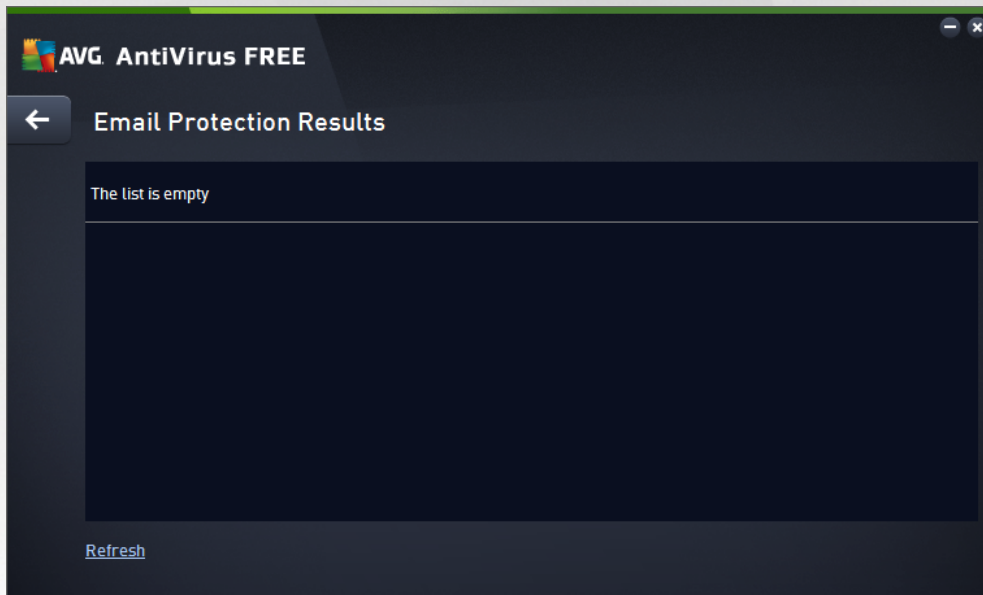 AVG. AntiVirus FREE
Email Protection Results
The list is empty
Refresh